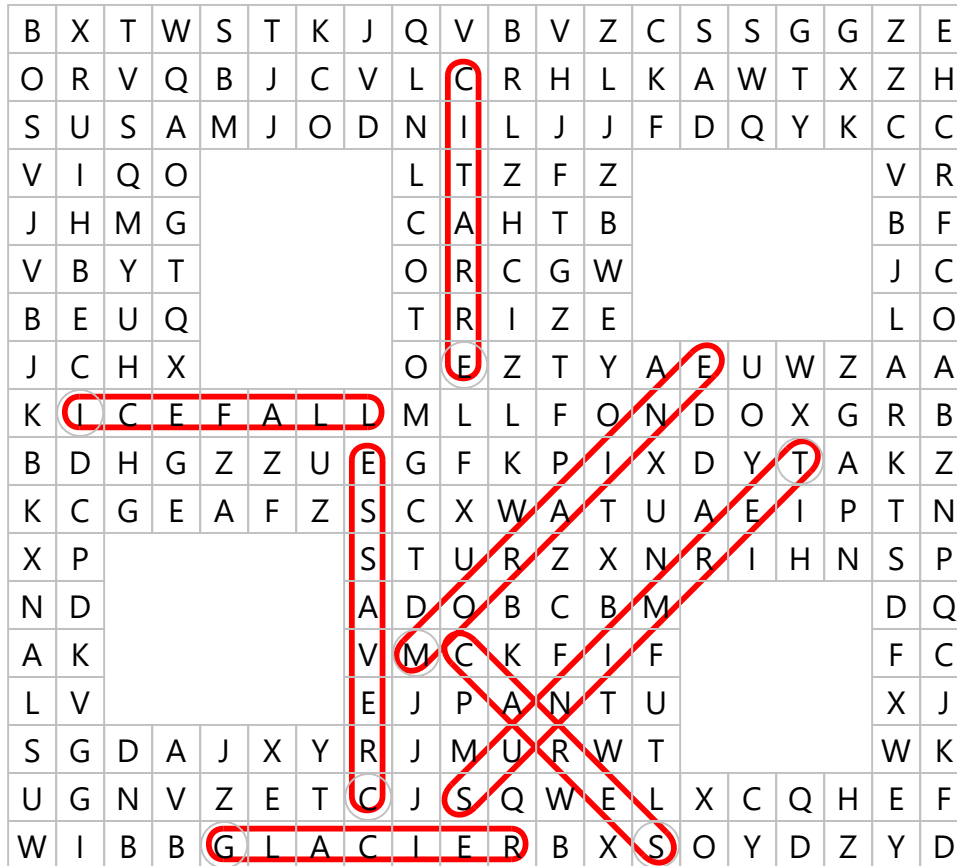 B X T W S T K J Q V B V Z C S S G G Z E
O R V Q B J C V L C R H L K A W T X Z H
S U S A M J O D N I L J J F D Q Y K C C
V I Q O L T Z F Z V R
J H M G C A H T B B F
V B Y T O R C G W J C
B E U Q T R I Z E L O
J C H X O E Z T Y A E U W Z A A
K I C E F A L L M L L F O N D O X G R B
B D H G Z Z U E G F K P I X D Y T A K Z
K C G E A F Z S C X W A T U A E I P T N
X P S T U R Z X N R I H N S P
N D A D O B C B M D Q
A K V M C K F I F F C
L V E J P A N T U X J
S G D A J X Y R J M U R W T W K
U G N V Z E T C J S Q W E L X C Q H E F
W I B B G L A C I E R B X S O Y D Z Y D